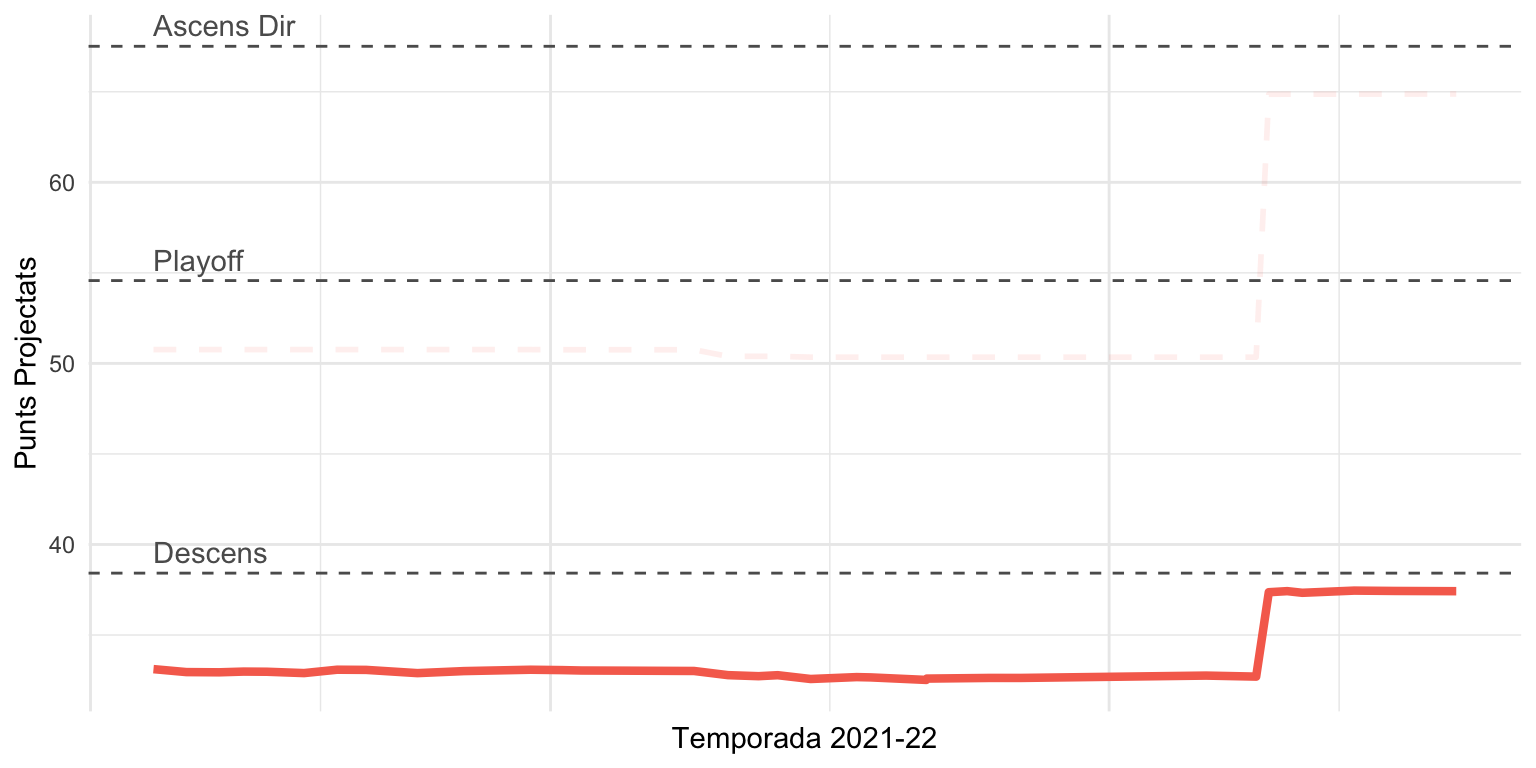 Ascens Dir
60
Playoff
50
40
Descens
Punts Projectats
Temporada 2021-22